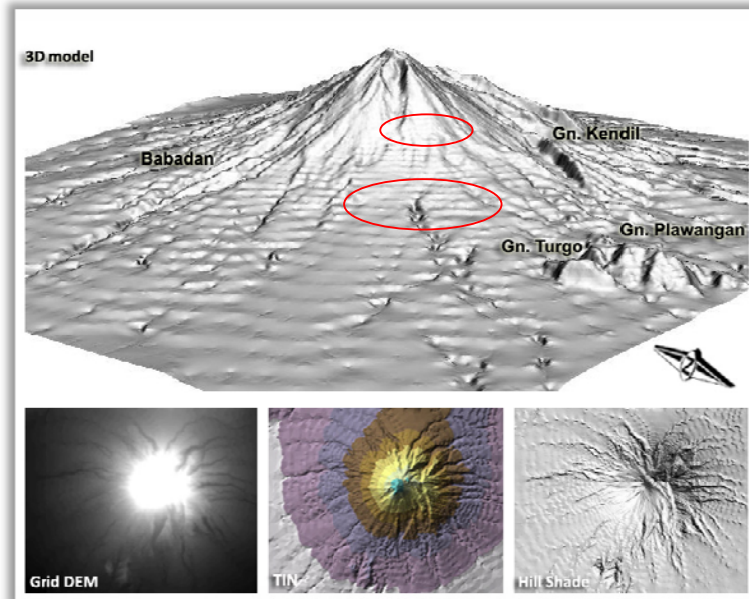 3D model
Gn. Kendil
Babadan
Gn. Plawangan
Gn. Turgo
Grid DEM
TIN
Hill Shade